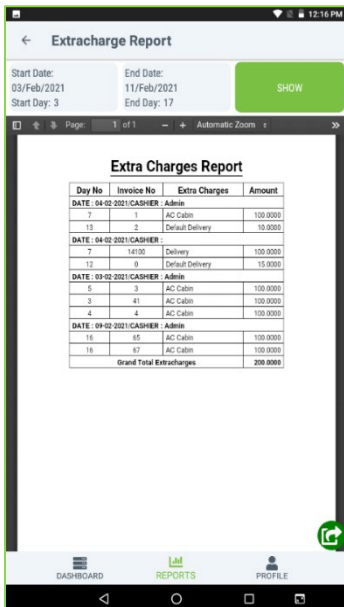 12:16 PM
Extracharge Report
Start Date:
03/Feb/2021
Start Day: 3
End Date:
11/Feb/2021
End Day: 17
SHOW
Page: 1 of 1 − + Automatic Zoom
Extra Charges Report
Day No Invoice No Extra Charges Amount
DATE : 04-02-2021/CASHIER : Admin
7 1 AC Cabin 100.0000
13 2 Default Delivery 10.0000
DATE : 04-02-2021/CASHIER :
7 14100 Delivery 100.0000
12 0 Default Delivery 15.0000
DATE : 03-02-2021/CASHIER : Admin
5 3 AC Cabin 100.0000
3 41 AC Cabin 100.0000
4 4 AC Cabin 100.0000
DATE : 09-02-2021/CASHIER : Admin
16 65 AC Cabin 100.0000
16 67 AC Cabin 100.0000
Grand Total Extracharges 200.0000
DASHBOARD REPORTS PROFILE